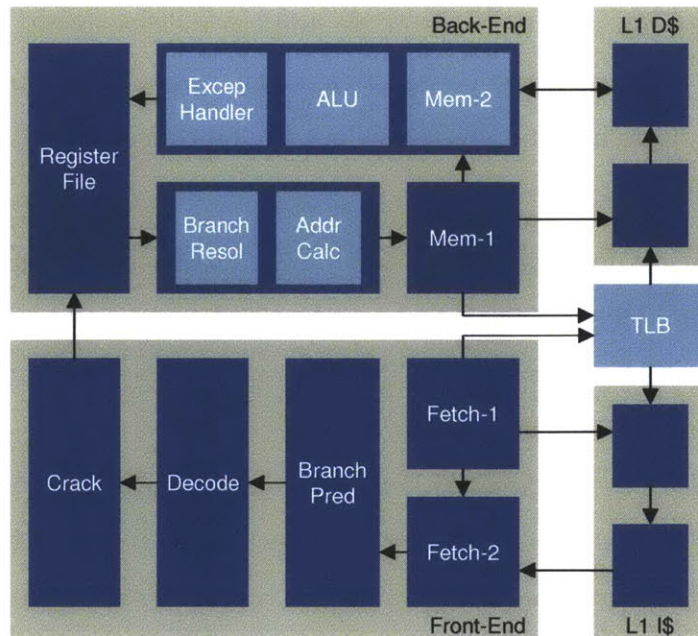 Back-End
L1 D$
Excep
Handler
ALU
Mem-2
Register
File
Branch
Resol
Addr
Calc
Mem-1
TLB
Fetch-1
Crack
Decode
Branch
Pred
Fetch-2
Front-End
L1 I$